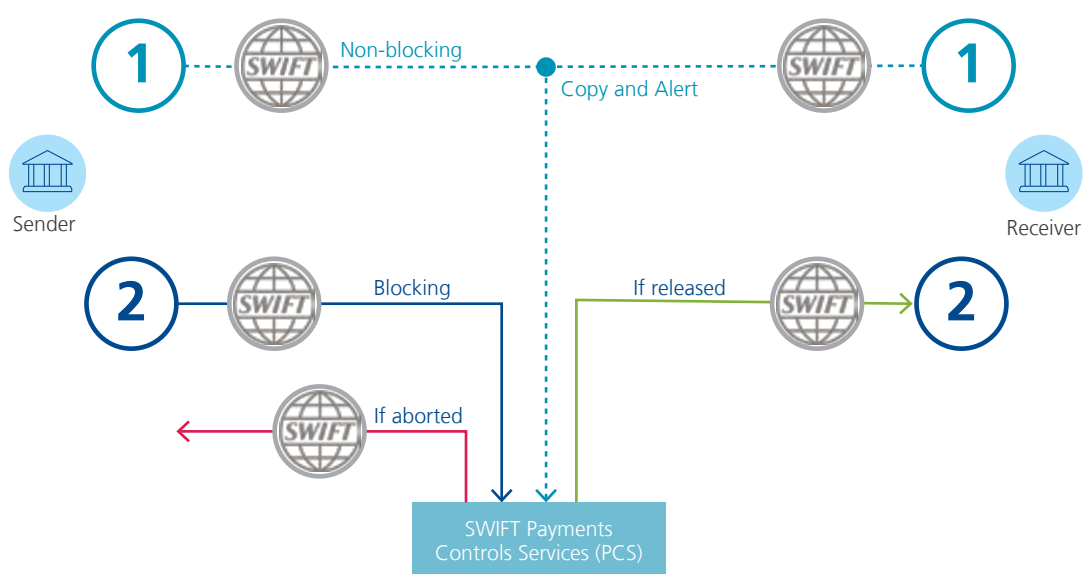 1
SWIFT
Non-blocking
Copy and Alert
SWIFT
1
Sender
Receiver
2
SWIFT
Blocking
If released
SWIFT
2
SWIFT
If aborted
SWIFT Payments
Controls Services (PCS)